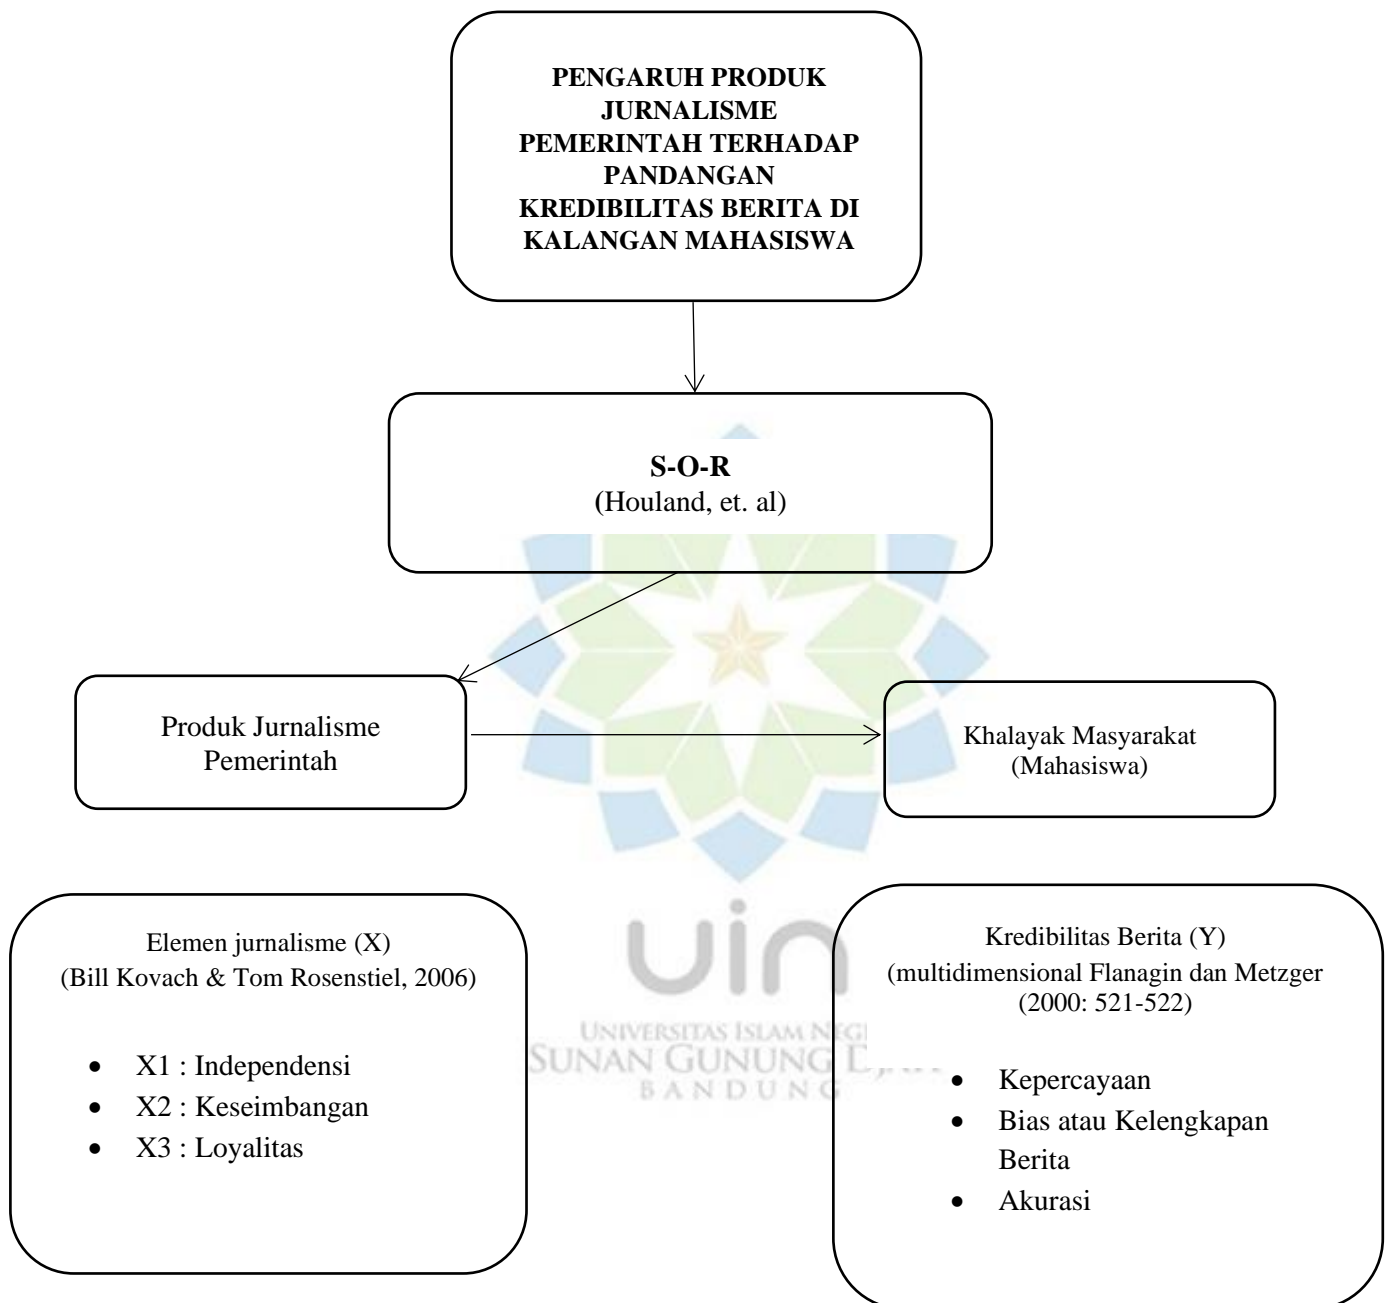 PENGARUH PRODUK
JURNALISME
PEMERINTAH TERHADAP
PANDANGAN
KREDIBILITAS BERITA DI
KALANGAN MAHASISWA
S-O-R
(Houland, et. al)
Produk Jurnalisme
Pemerintah
Khalayak Masyarakat
(Mahasiswa)
Elemen jurnalisme (X)
(Bill Kovach & Tom Rosenstiel, 2006)
• X1 : Independensi
• X2 : Keseimbangan
• X3 : Loyalitas
Kredibilitas Berita (Y)
(multidimensional Flanagin dan Metzger
(2000: 521-522)
• Kepercayaan
• Bias atau Kelengkapan
Berita
• Akurasi
uin
UNIVERSITAS ISLAM
SUNAN GUNUNG
BANDUNG